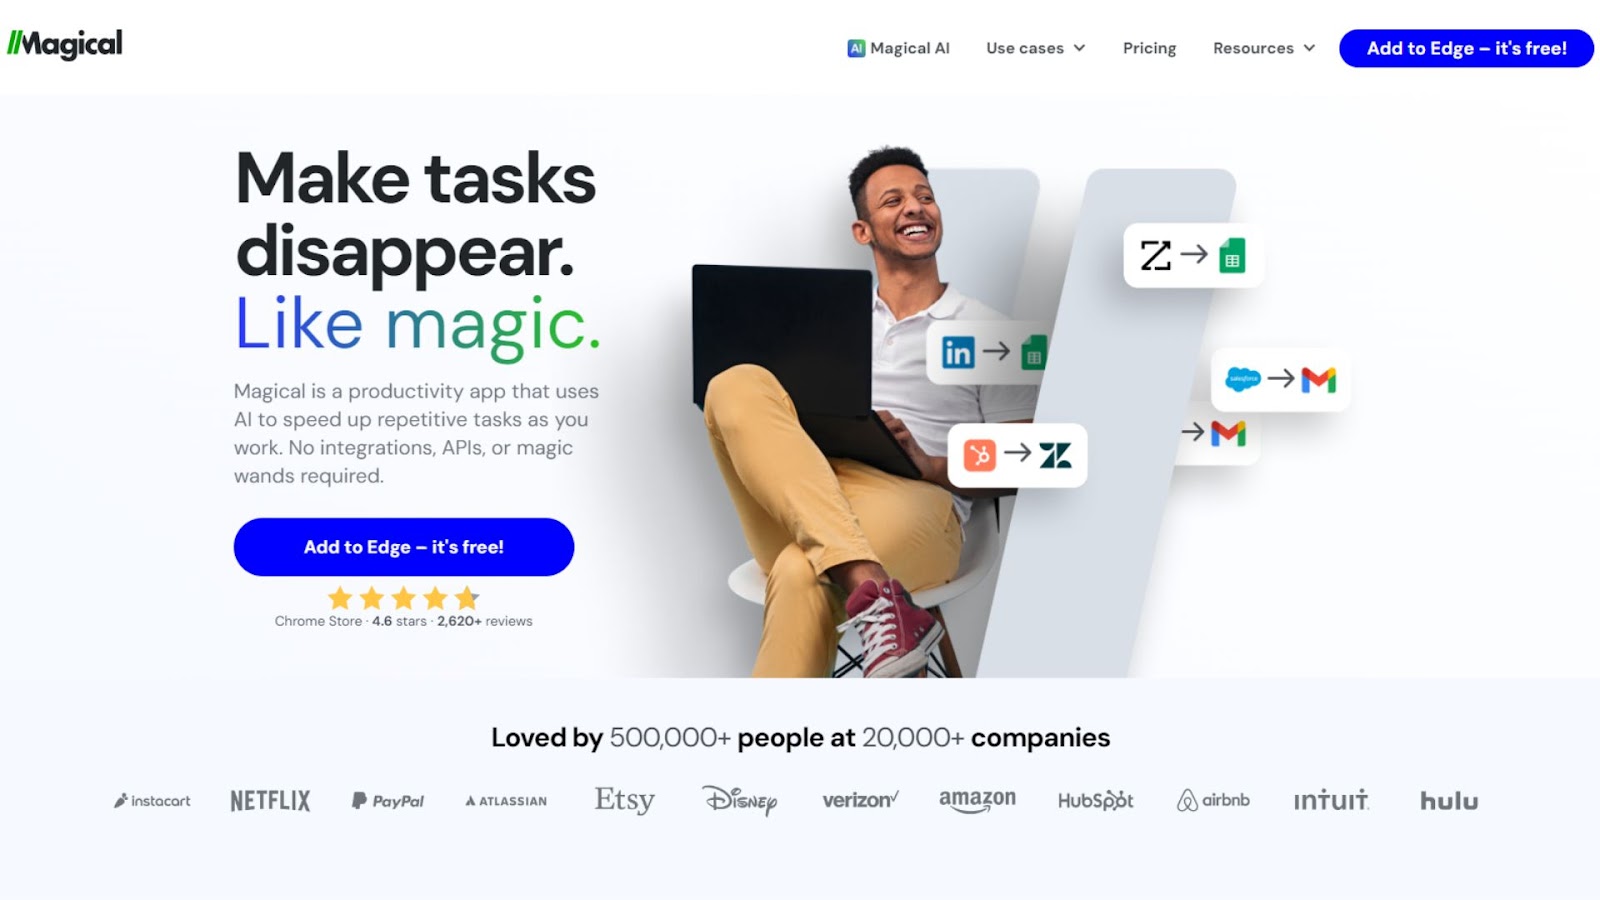 Magical
AI Magical AI
Use cases
Pricing
Resources
Add to Edge – it's free!
Make tasks
disappear.
Like magic.
Magical is a productivity app that uses
AI to speed up repetitive tasks as you
work. No integrations, APIs, or magic
wands required.
Add to Edge – it's free!
Chrome Store · 4.6 stars · 2,620+ reviews
in
salesforce
Loved by 500,000+ people at 20,000+ companies
instacart
NETFLIX
PayPal
ATLASSIAN
Etsy
Disney
verizon
amazon
HubSpot
airbnb
intuit
hulu